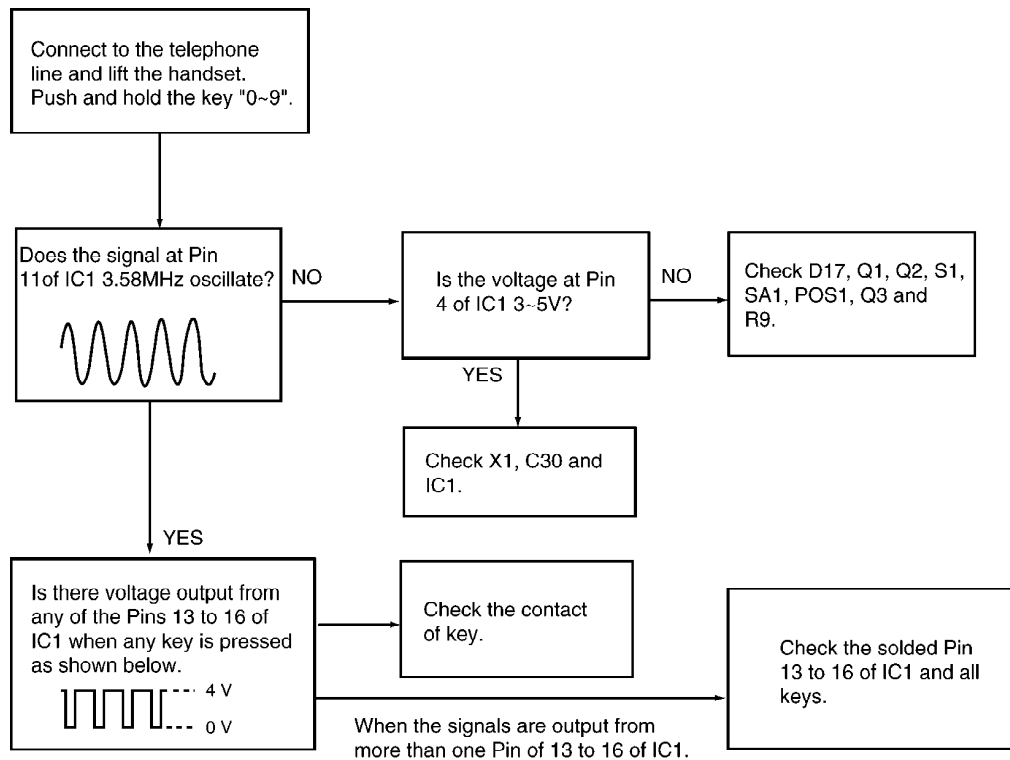 Connect to the telephone
line and lift the handset.
Push and hold the key "0~9".
Does the signal at Pin
11of IC1 3.58MHz oscillate?
NO
Is the voltage at Pin
4 of IC1 3~5V?
NO
Check D17, Q1, Q2, S1,
SA1, POS1, Q3 and
R9.
YES
Check X1, C30 and
IC1.
YES
Is there voltage output from
any of the Pins 13 to 16 of
IC1 when any key is pressed
as shown below.
4 V
0 V
Check the contact
of key.
When the signals are output from
more than one Pin of 13 to 16 of IC1.
Check the solded Pin
13 to 16 of IC1 and all
keys.